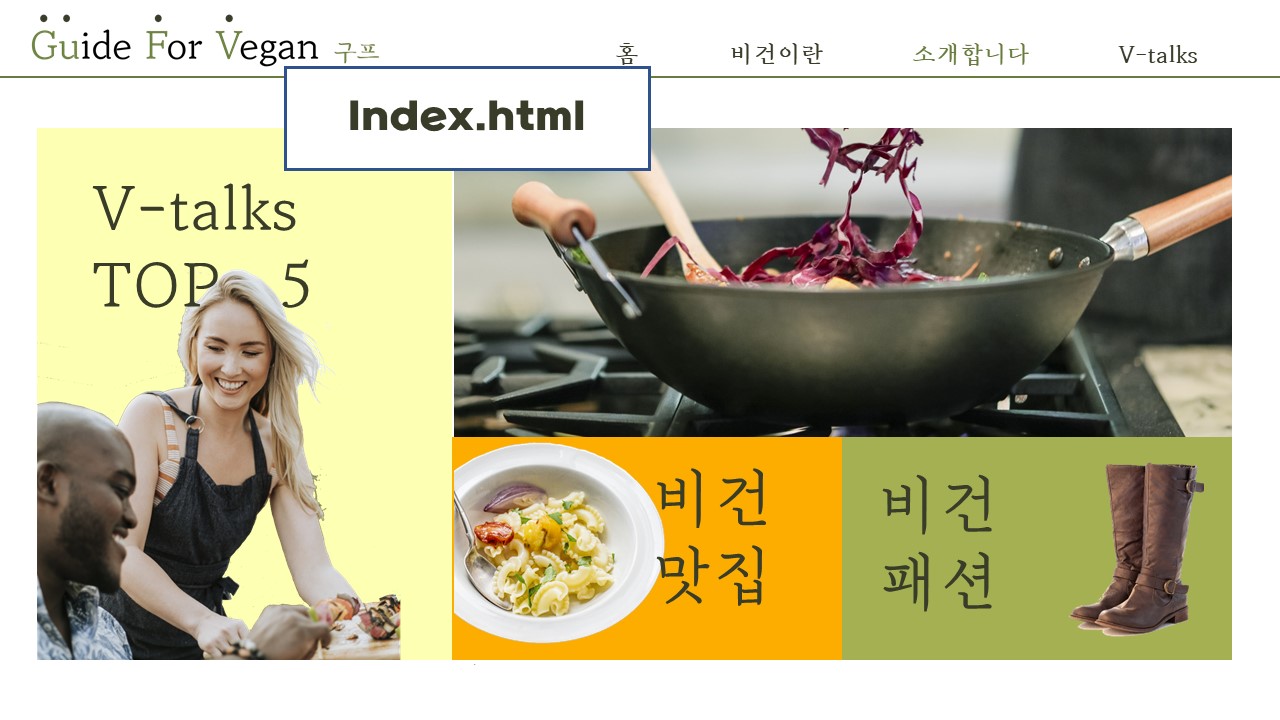 Guide For Vegan 구프
홈 비건이란 소개합니다 V-talks
Index.html
V-talks
TOP 5
비건
맛집
비건
패션